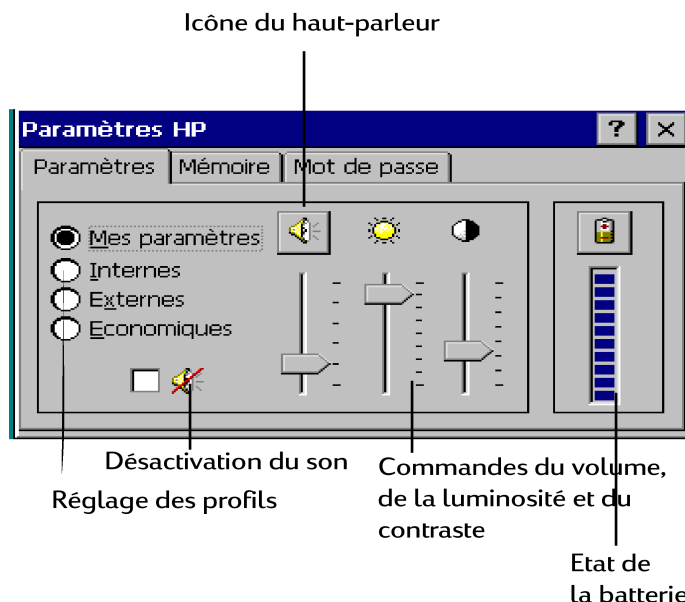 Icône du haut-parleur
Paramètres HP
Paramètres Mémoire Mot de passe
Mes paramètres
Internes
Externes
Economiques
Désactivation du son
Réglage des profils
Commandes du volume,
de la luminosité et du
contraste
Etat de
la batterie